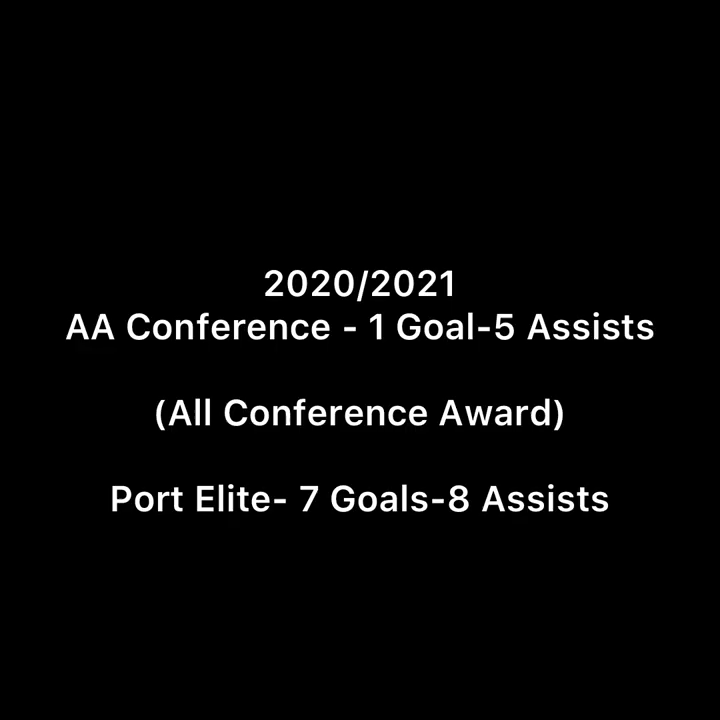 2020/2021
AA Conference - 1 Goal-5 Assists
(All Conference Award)
Port Elite- 7 Goals-8 Assists